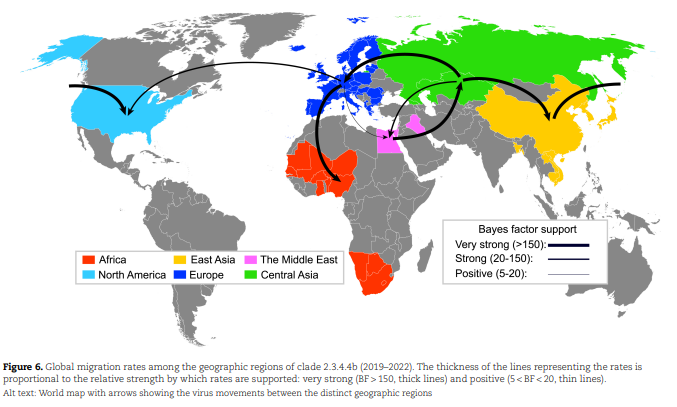 Bayes factor support
Very strong (>150):
Strong (20-150):
Positive (5-20):
Africa East Asia The Middle East
North America Europe Central Asia
Figure 6. Global migration rates among the geographic regions of clade 2.3.4.4b (2019–2022). The thickness of the lines representing the rates is
proportional to the relative strength by which rates are supported: very strong (BF > 150, thick lines) and positive (5 < BF < 20, thin lines).
Alt text: World map with arrows showing the virus movements between the distinct geographic regions